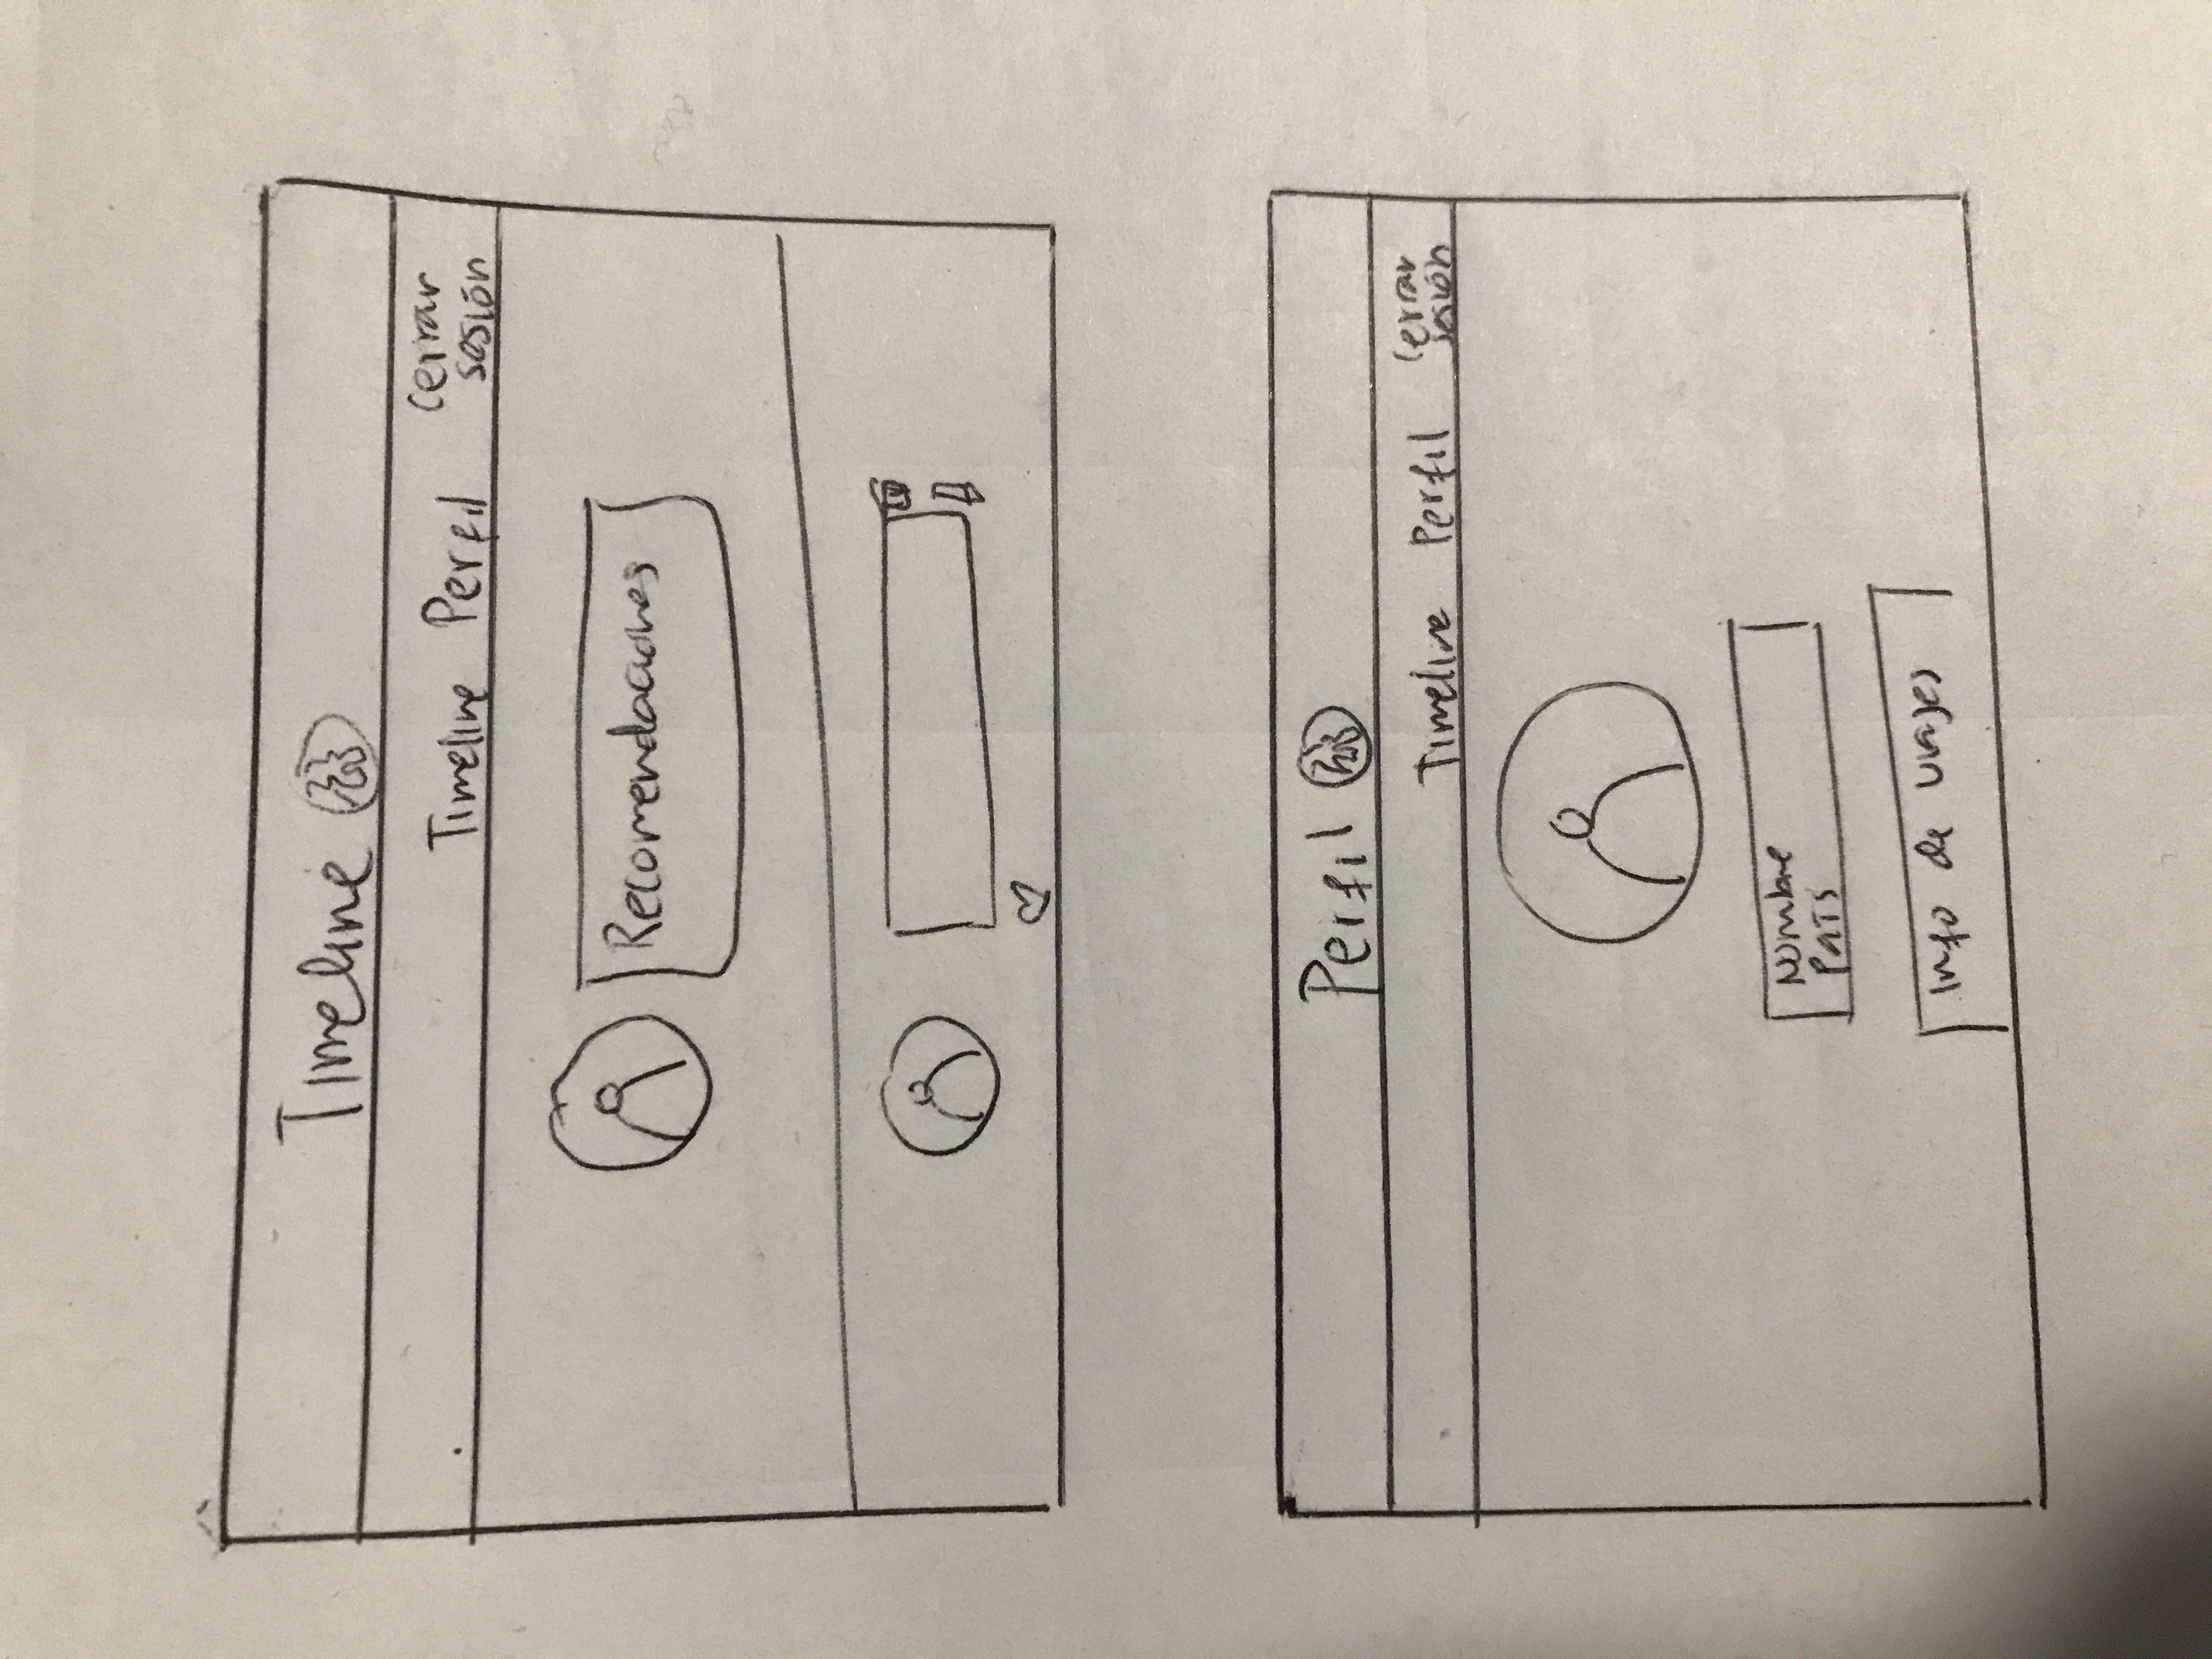 Timeline
Timeline Perfil Cerrar
sesión
Recomendaciones
Perfil
Timeline Perfil Cerrar
sesión
Nombre
País
Info de viajes